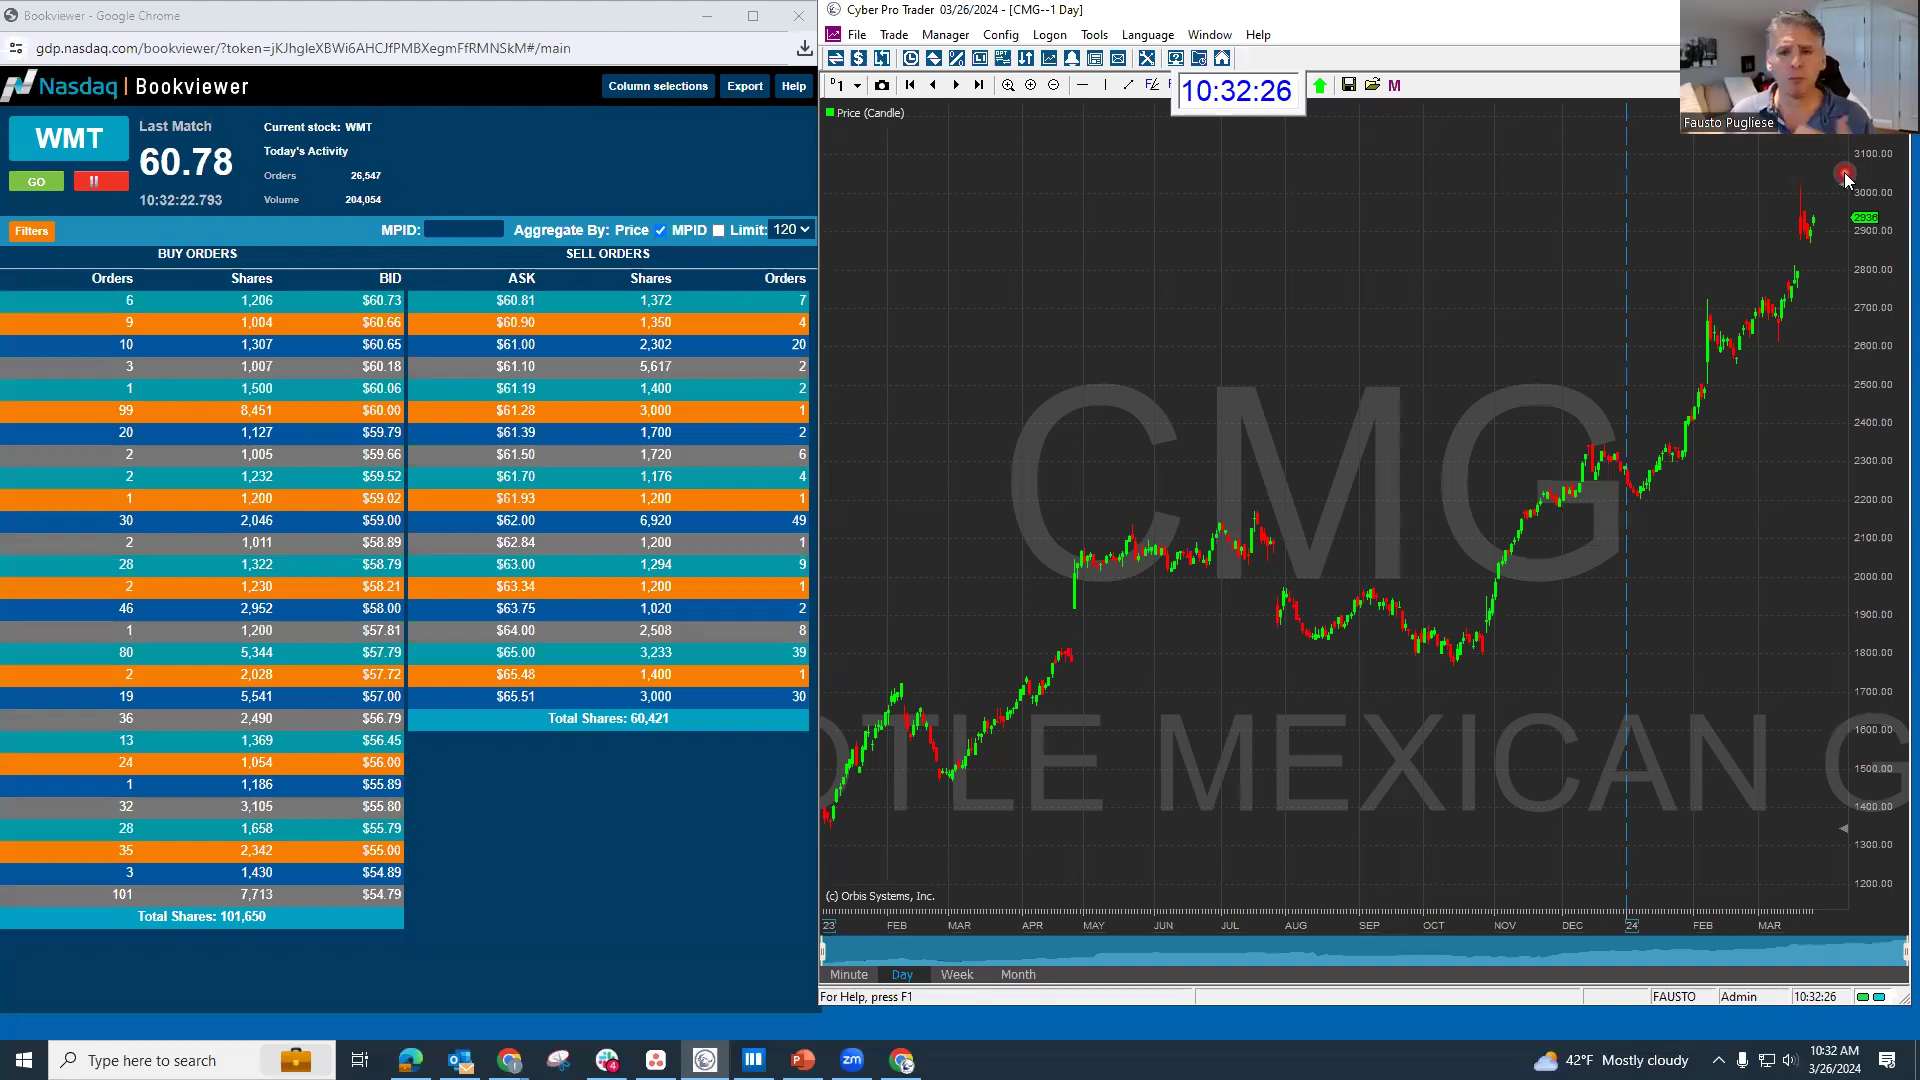 Bookviewer - Google Chrome
gdp.nasdaq.com/bookviewer/?token=jKJhgleXBWi6AHCJfPMBXegmFfRMNSkM#/main
Nasdaq | Bookviewer
Column selections Export Help
WMT
GO
Last Match
60.78
10:32:22.793
Current stock: WMT
Today's Activity
Orders 26,547
Volume 204,054
Filters MPID: Aggregate By: Price MPID Limit: 120
BUY ORDERS SELL ORDERS
Orders Shares BID ASK Shares Orders
6 1,206 $60.73 $60.81 1,372 7
9 1,004 $60.66 $60.90 1,350 4
10 1,307 $60.65 $61.00 2,302 20
3 1,007 $60.18 $61.10 5,617 2
1 1,500 $60.06 $61.19 1,400 2
99 8,451 $60.00 $61.28 3,000 1
20 1,127 $59.79 $61.39 1,700 2
2 1,005 $59.66 $61.50 1,720 6
2 1,232 $59.52 $61.70 1,176 4
1 1,200 $59.02 $61.93 1,200 1
30 2,046 $59.00 $62.00 6,920 49
2 1,011 $58.89 $62.84 1,200 1
28 1,322 $58.79 $63.00 1,294 9
2 1,230 $58.21 $63.34 1,200 1
46 2,952 $58.00 $63.75 1,020 2
1 1,200 $57.81 $64.00 2,508 8
80 5,344 $57.79 $65.00 3,233 39
2 2,028 $57.72 $65.48 1,400 1
19 5,541 $57.00 $65.51 3,000 30
36 2,490 $56.79 Total Shares: 60,421
13 1,369 $56.45
24 1,054 $56.00
1 1,186 $55.89
32 3,105 $55.80
28 1,658 $55.79
35 2,342 $55.00
3 1,430 $54.89
101 7,713 $54.79
Total Shares: 101,650
Cyber Pro Trader 03/26/2024 - [CMG--1 Day]
File Trade Manager Config Logon Tools Language Window Help
D1 10:32:26 M
Fausto Pugliese
Price (Candle)
3100.00
3000.00
2936
2900.00
2800.00
2700.00
2600.00
2500.00
2400.00
2300.00
2200.00
2100.00
2000.00
1900.00
1800.00
1700.00
1600.00
1500.00
1400.00
1300.00
1200.00
CMG
OTLE MEXICAN G
(c) Orbis Systems, Inc.
23 FEB MAR APR MAY JUN JUL AUG SEP OCT NOV DEC 24 FEB MAR
Minute Day Week Month
For Help, press F1 FAUSTO Admin 10:32:26
Type here to search
42°F Mostly cloudy
10:32 AM
3/26/2024